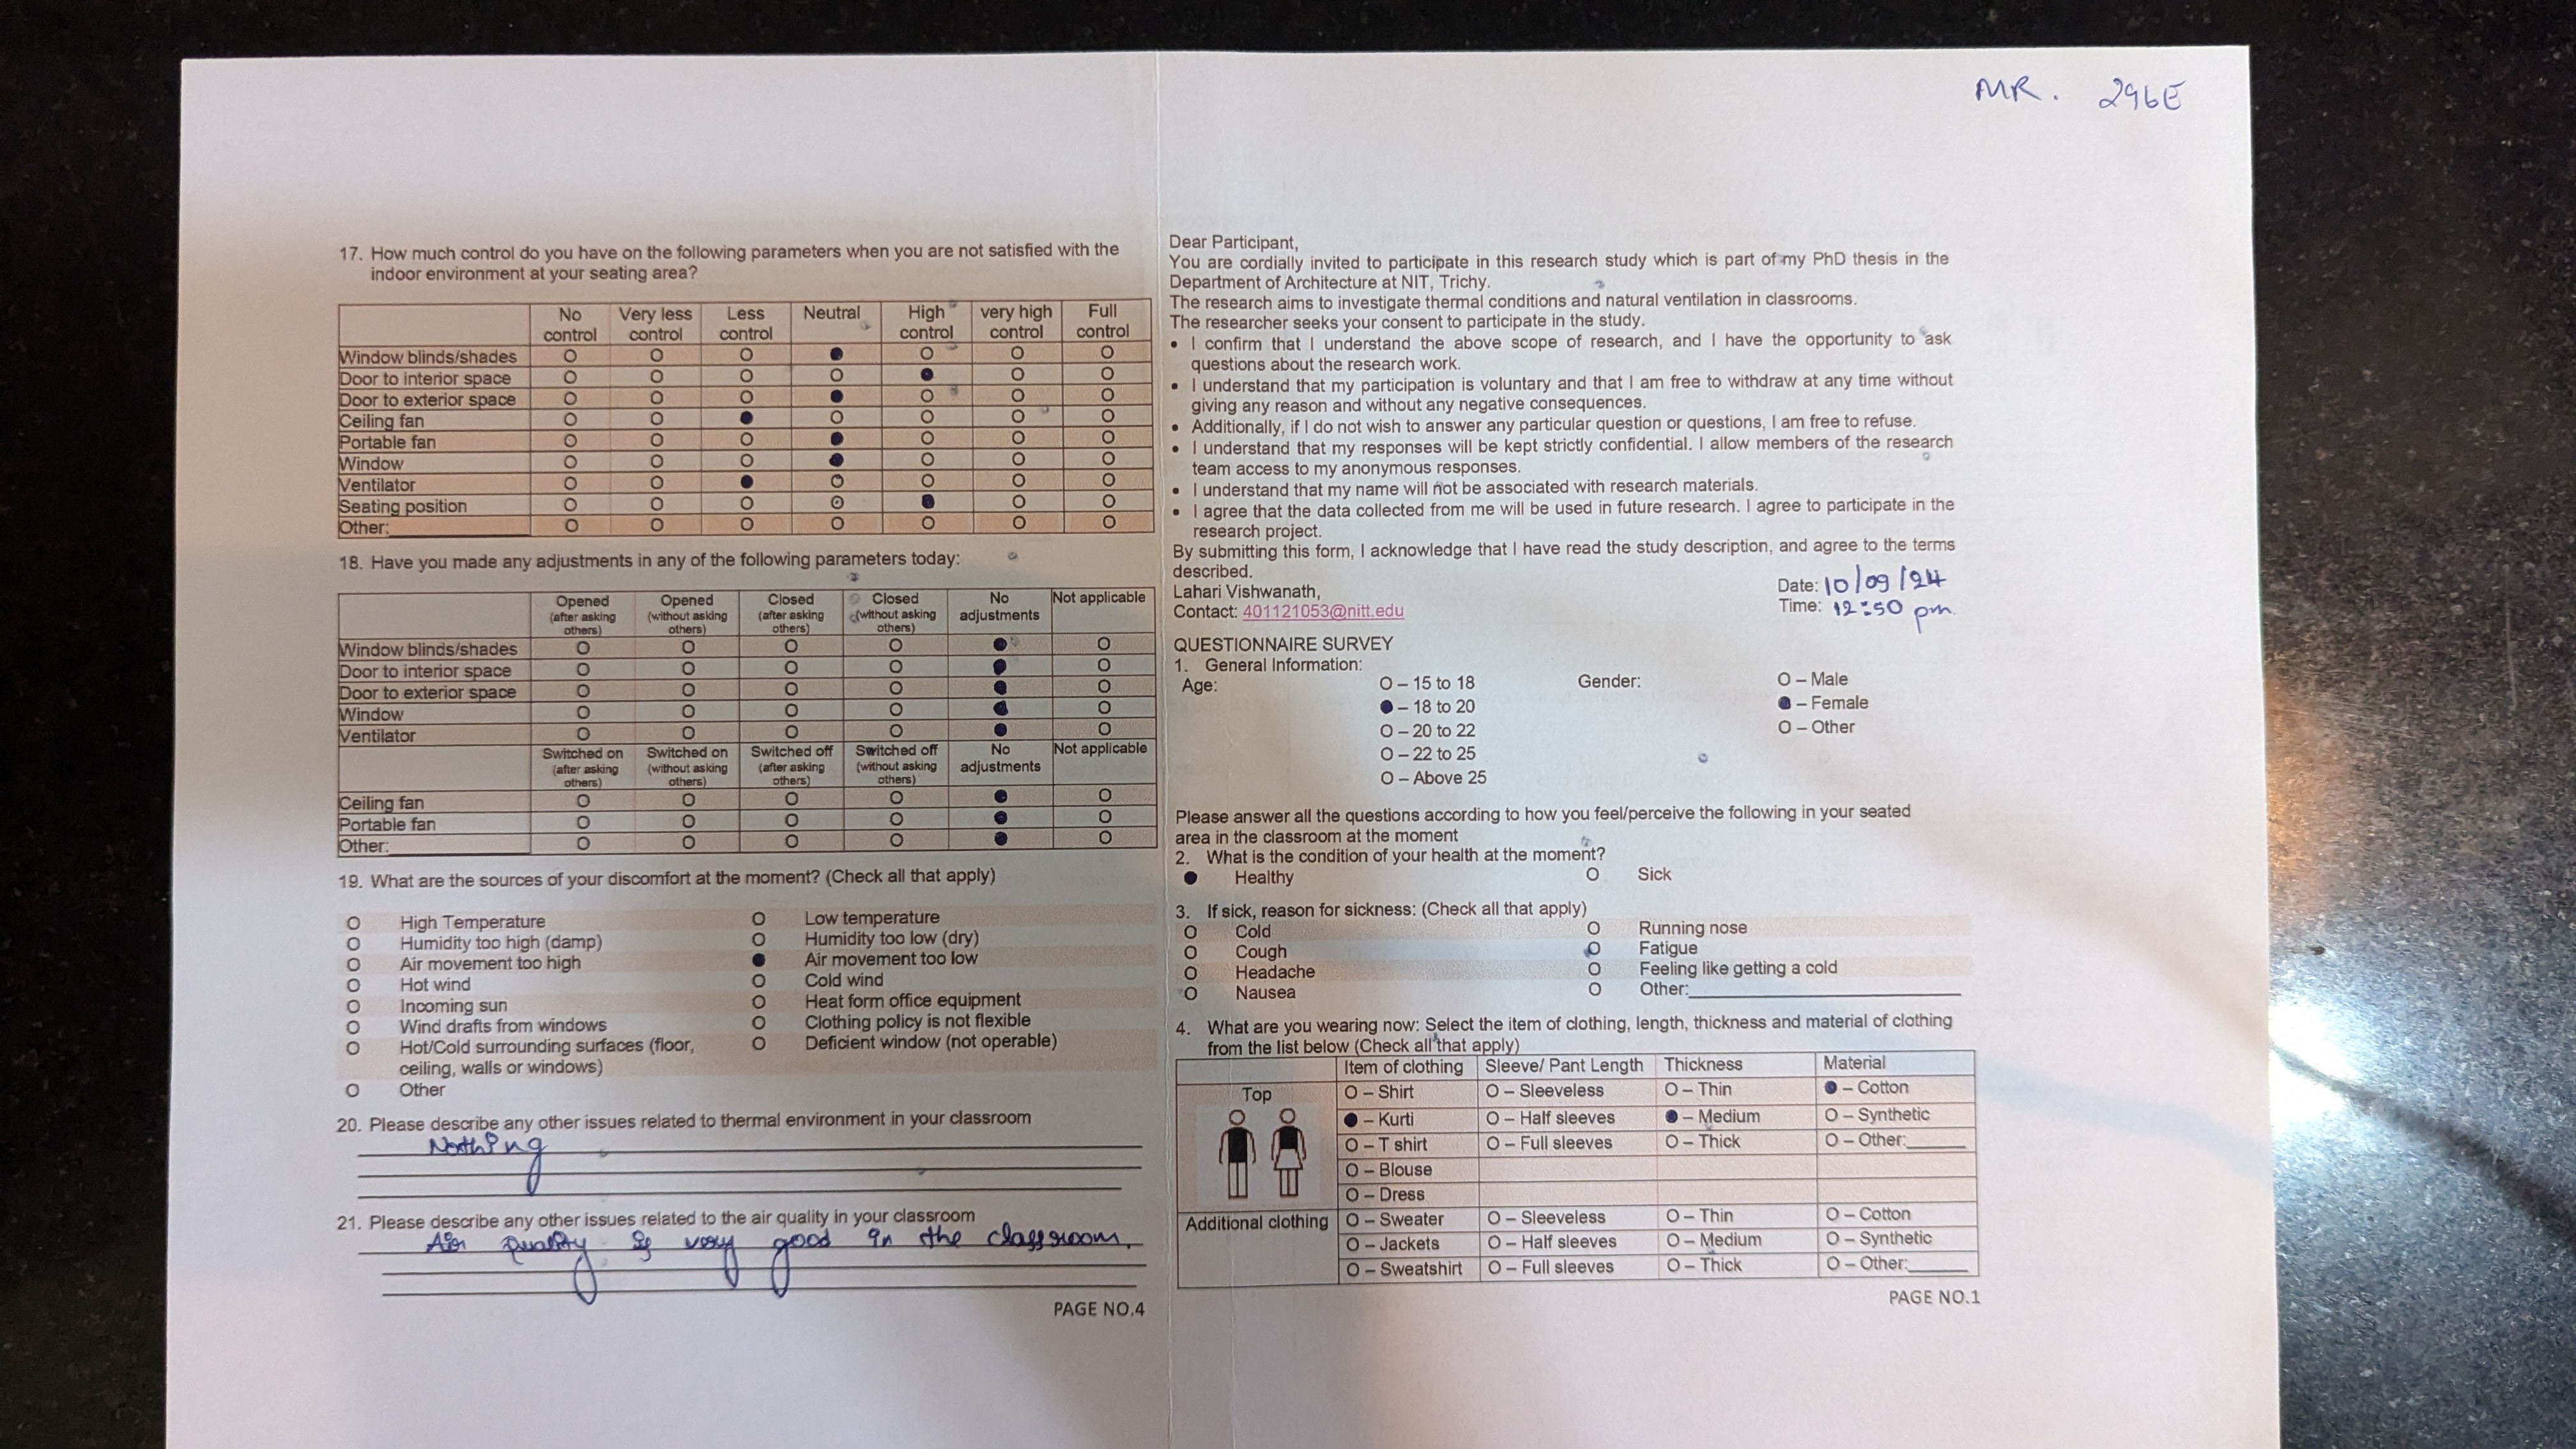 MR. 296E
17. How much control do you have on the following parameters when you are not satisfied with the
indoor environment at your seating area?
No control Very less control Less control Neutral High control very high control Full control
Window blinds/shades O O O ● O O O
Door to interior space O O O O ● O O
Door to exterior space O O O ● O O O
Ceiling fan O O ● O O O O
Portable fan O O O ● O O O
Window O O O ● O O O
Ventilator O O ● O O O O
Seating position O O O O ● O O
Other: O O O O O O O
18. Have you made any adjustments in any of the following parameters today:
Opened (after asking others) Opened (without asking others) Closed (after asking others) Closed (without asking others) No adjustments Not applicable
Window blinds/shades O O O O ● O
Door to interior space O O O O ● O
Door to exterior space O O O O ● O
Window O O O O ● O
Ventilator O O O O ● O
Switched on (after asking others) Switched on (without asking others) Switched off (after asking others) Switched off (without asking others) No adjustments Not applicable
Ceiling fan O O O O ● O
Portable fan O O O O ● O
Other: O O O O ● O
19. What are the sources of your discomfort at the moment? (Check all that apply)
O High Temperature O Low temperature
O Humidity too high (damp) O Humidity too low (dry)
O Air movement too high ● Air movement too low
O Hot wind O Cold wind
O Incoming sun O Heat form office equipment
O Wind drafts from windows O Clothing policy is not flexible
O Hot/Cold surrounding surfaces (floor, O Deficient window (not operable)
ceiling, walls or windows)
O Other
20. Please describe any other issues related to thermal environment in your classroom
Nothing
21. Please describe any other issues related to the air quality in your classroom
Air quality is very good in the classroom.
PAGE NO.4
Dear Participant,
You are cordially invited to participate in this research study which is part of my PhD thesis in the
Department of Architecture at NIT, Trichy.
The research aims to investigate thermal conditions and natural ventilation in classrooms.
The researcher seeks your consent to participate in the study.
• I confirm that I understand the above scope of research, and I have the opportunity to ask
questions about the research work.
• I understand that my participation is voluntary and that I am free to withdraw at any time without
giving any reason and without any negative consequences.
• Additionally, if I do not wish to answer any particular question or questions, I am free to refuse.
• I understand that my responses will be kept strictly confidential. I allow members of the research
team access to my anonymous responses.
• I understand that my name will not be associated with research materials.
• I agree that the data collected from me will be used in future research. I agree to participate in the
research project.
By submitting this form, I acknowledge that I have read the study description, and agree to the terms
described.
Lahari Vishwanath, Date: 10/09/24
Contact: 401121053@nitt.edu Time: 12:50 pm.
QUESTIONNAIRE SURVEY
1. General Information:
Age: O – 15 to 18 Gender: O – Male
● – 18 to 20 ● – Female
O – 20 to 22 O – Other
O – 22 to 25
O – Above 25
Please answer all the questions according to how you feel/perceive the following in your seated
area in the classroom at the moment
2. What is the condition of your health at the moment?
● Healthy O Sick
3. If sick, reason for sickness: (Check all that apply)
O Cold O Running nose
O Cough O Fatigue
O Headache O Feeling like getting a cold
O Nausea O Other:
4. What are you wearing now: Select the item of clothing, length, thickness and material of clothing
from the list below (Check all that apply)
Item of clothing Sleeve/ Pant Length Thickness Material
Top O – Shirt O – Sleeveless O – Thin ● – Cotton
● – Kurti O – Half sleeves ● – Medium O – Synthetic
O – T shirt O – Full sleeves O – Thick O – Other:
O – Blouse
O – Dress
Additional clothing O – Sweater O – Sleeveless O – Thin O – Cotton
O – Jackets O – Half sleeves O – Medium O – Synthetic
O – Sweatshirt O – Full sleeves O – Thick O – Other:
PAGE NO.1